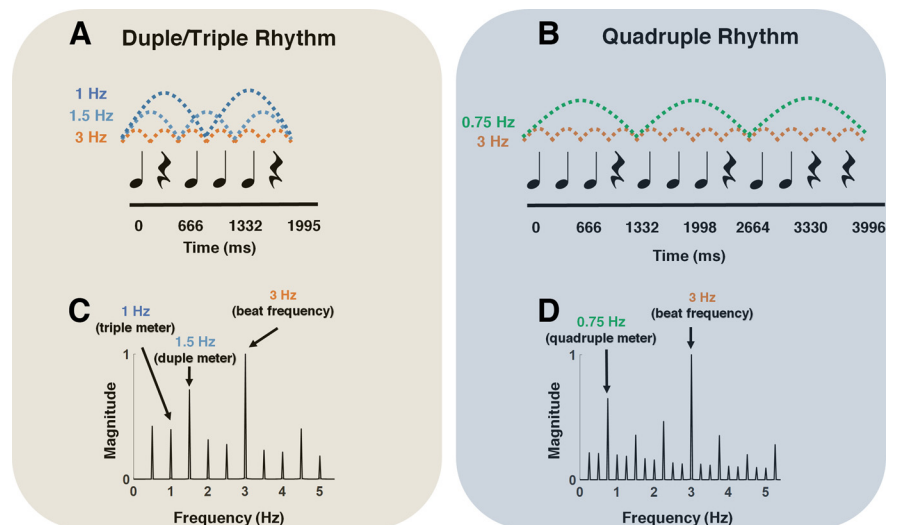 A
Duple/Triple Rhythm
1 Hz
1.5 Hz
3 Hz
0 666 1332 1995
Time (ms)
B
Quadruple Rhythm
0.75 Hz
3 Hz
0 666 1332 1998 2664 3330 3996
Time (ms)
C
1 Hz
(triple meter)
1.5 Hz
(duple meter)
3 Hz
(beat frequency)
1
0
Magnitude
0 1 2 3 4 5
Frequency (Hz)
D
0.75 Hz
(quadruple meter)
3 Hz
(beat frequency)
1
0
Magnitude
0 1 2 3 4 5
Frequency (Hz)